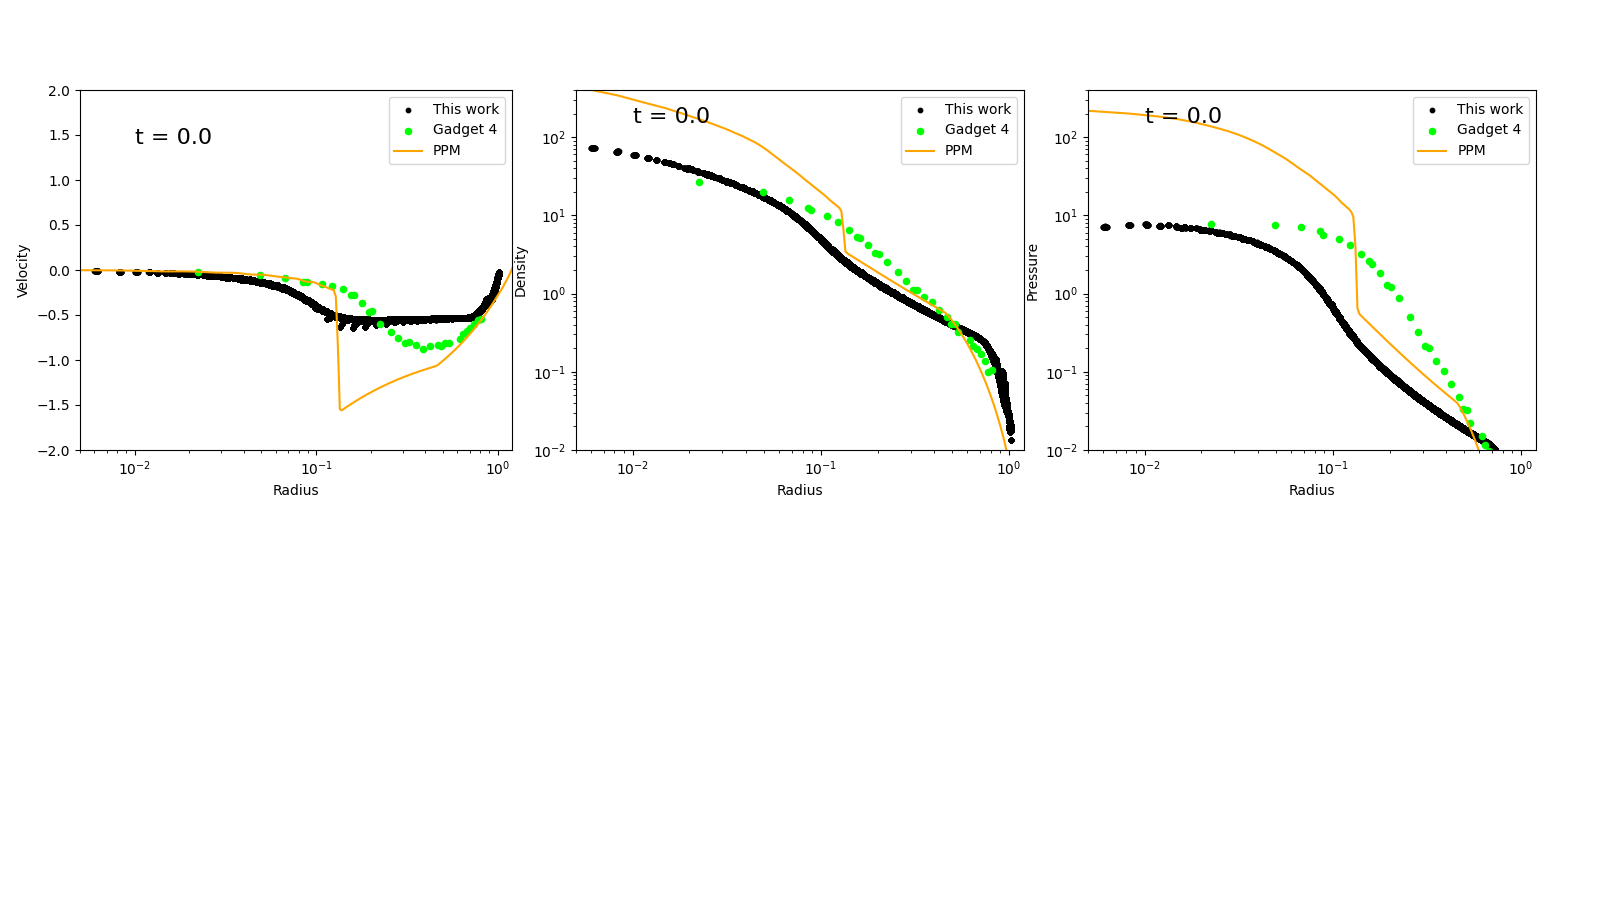 2.0
1.5
1.0
0.5
0.0
−0.5
−1.0
−1.5
−2.0
Velocity
t = 0.0
This work
Gadget 4
PPM
10⁻²
10⁻¹
10⁰
Radius
10²
10¹
10⁰
10⁻¹
10⁻²
Density
t = 0.0
This work
Gadget 4
PPM
10⁻²
10⁻¹
10⁰
Radius
10²
10¹
10⁰
10⁻¹
10⁻²
Pressure
t = 0.0
This work
Gadget 4
PPM
10⁻²
10⁻¹
10⁰
Radius